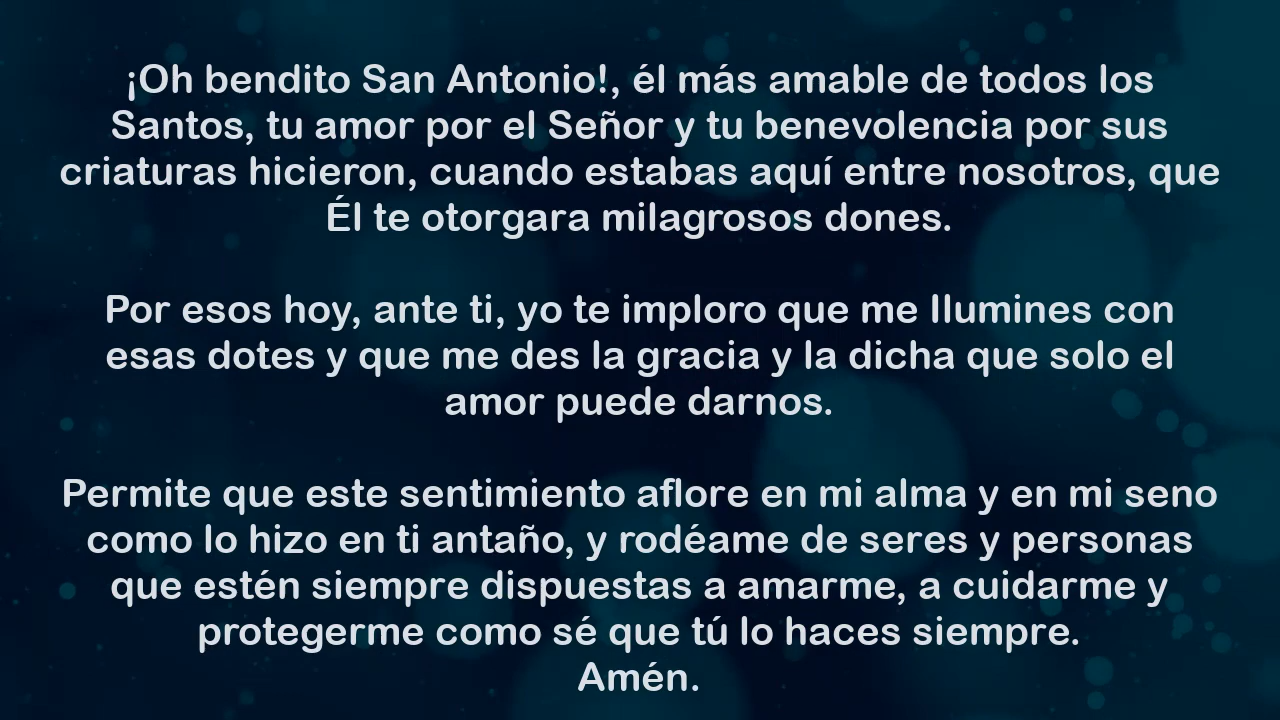 ¡Oh bendito San Antonio!, él más amable de todos los
Santos, tu amor por el Señor y tu benevolencia por sus
criaturas hicieron, cuando estabas aquí entre nosotros, que
Él te otorgara milagrosos dones.
Por esos hoy, ante ti, yo te imploro que me Ilumines con
esas dotes y que me des la gracia y la dicha que solo el
amor puede darnos.
Permite que este sentimiento aflore en mi alma y en mi seno
como lo hizo en ti antaño, y rodéame de seres y personas
que estén siempre dispuestas a amarme, a cuidarme y
protegerme como sé que tú lo haces siempre.
Amén.